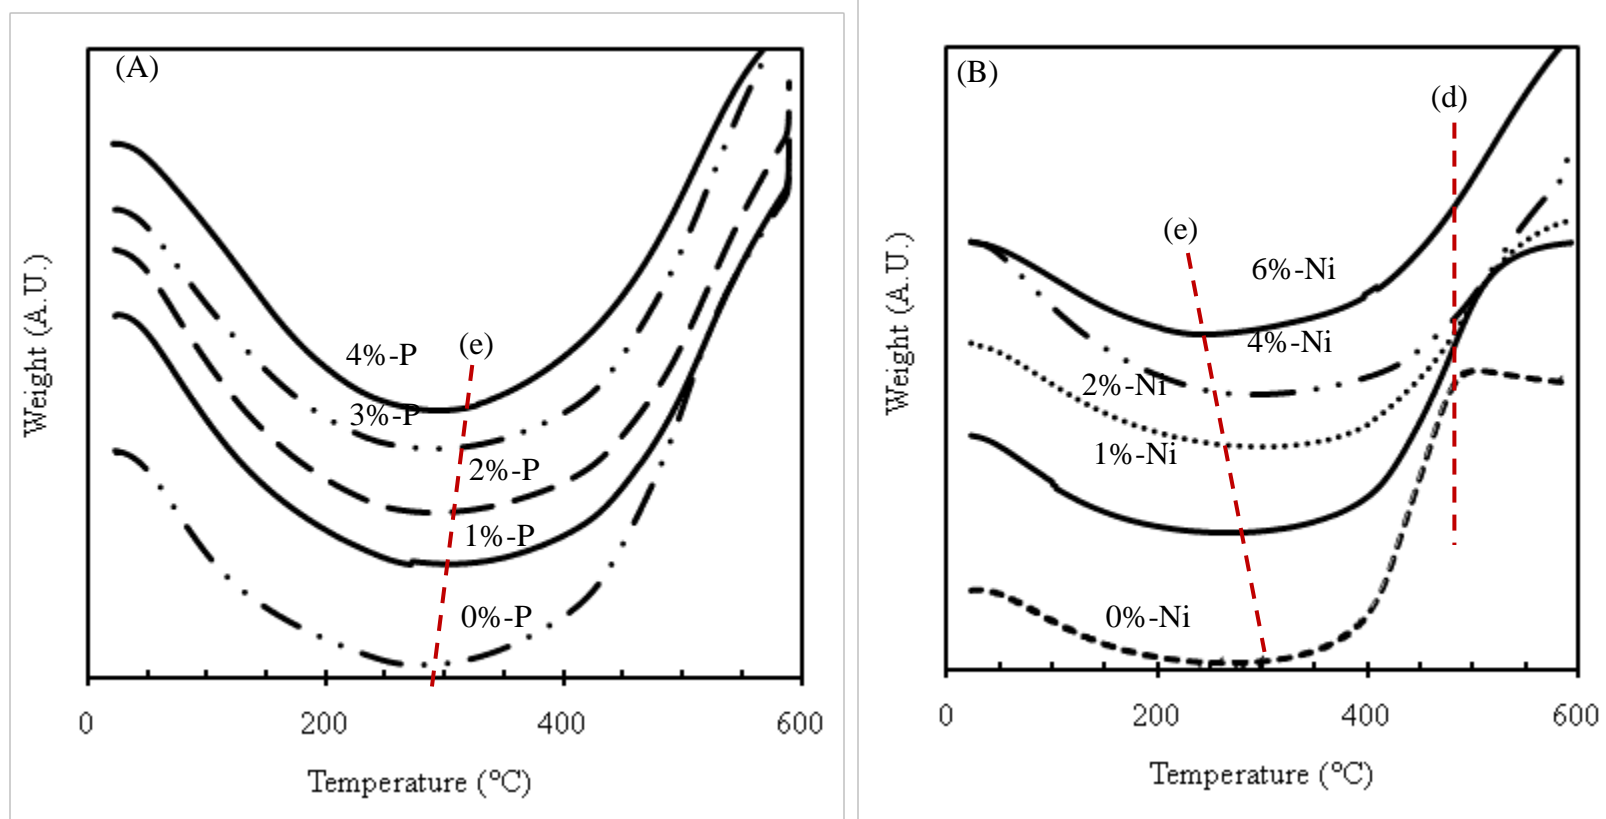 (A)
Weight (A.U.)
4%-P
(e)
3%-P
2%-P
1%-P
0%-P
0
200
400
600
Temperature (°C)
(B)
(d)
Weight (A.U.)
(e)
6%-Ni
4%-Ni
2%-Ni
1%-Ni
0%-Ni
0
200
400
600
Temperature (°C)